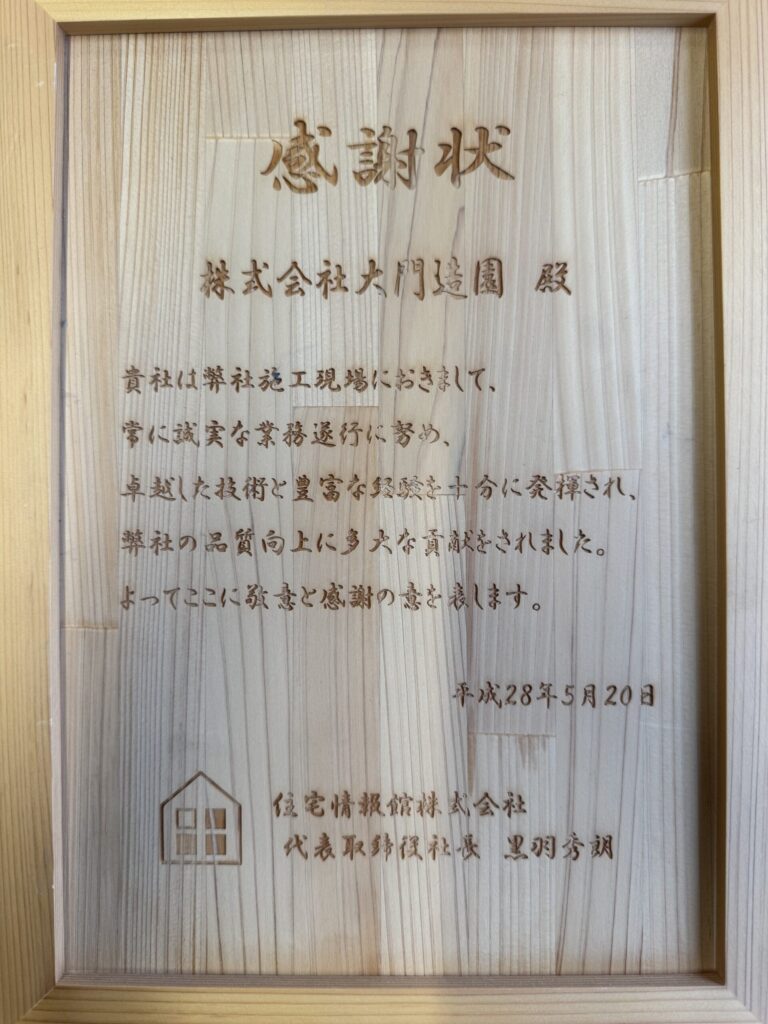 感謝状
株式会社大門造園 殿
貴社は弊社施工現場におきまして、
常に誠実な業務遂行に努め、
卓越した技術と豊富な経験を十分に発揮され、
弊社の品質向上に多大な貢献をされました。
よってここに敬意と感謝の意を表します。
平成28年5月20日
住宅情報館株式会社
代表取締役社長 黒羽秀朗